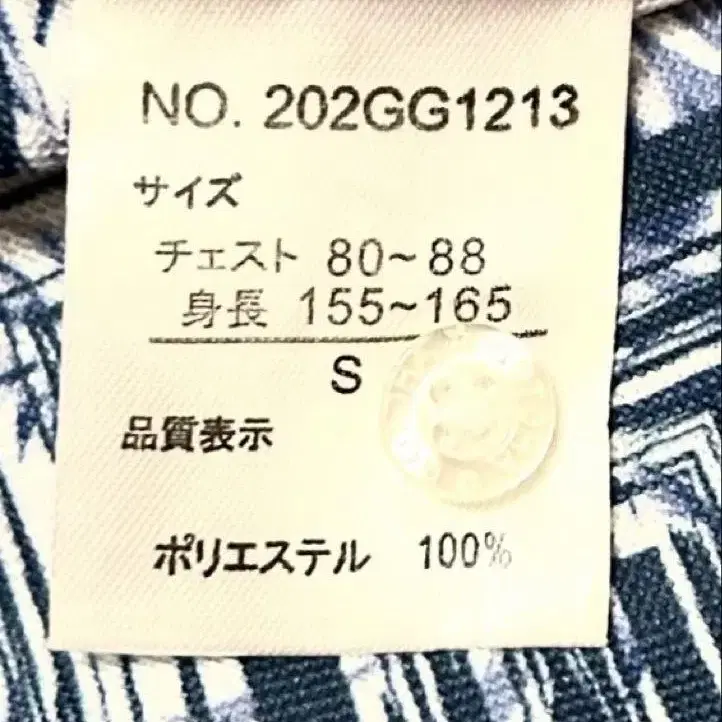 NO. 202GG1213
サイズ
チェスト 80~88
身長 155~165
S
品質表示
ポリエステル 100%